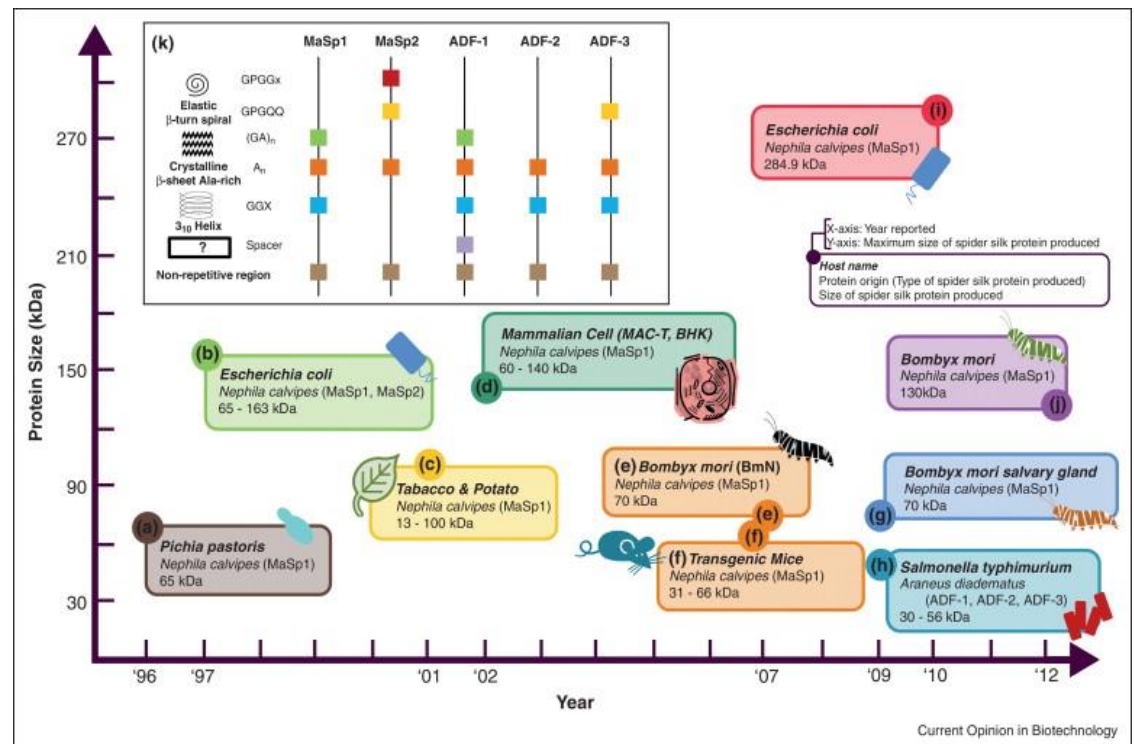 Protein Size (kDa)
270
210
150
90
30
(k)
MaSp1 MaSp2 ADF-1 ADF-2 ADF-3
GPGGx
Elastic
β-turn spiral
GPGQQ
(GA)n
Crystalline
β-sheet Ala-rich
An
GGX
310 Helix
?
Spacer
Non-repetitive region
(i)
Escherichia coli
Nephila calvipes (MaSp1)
284.9 kDa
X-axis: Year reported
Y-axis: Maximum size of spider silk protein produced
Host name
Protein origin (Type of spider silk protein produced)
Size of spider silk protein produced
(b)
Escherichia coli
Nephila calvipes (MaSp1, MaSp2)
65 - 163 kDa
Mammalian Cell (MAC-T, BHK)
Nephila calvipes (MaSp1)
60 - 140 kDa
(d)
Bombyx mori
Nephila calvipes (MaSp1)
130kDa
(j)
(c)
Tabacco & Potato
Nephila calvipes (MaSp1)
13 - 100 kDa
(e) Bombyx mori (BmN)
Nephila calvipes (MaSp1)
70 kDa
(e)
Bombyx mori salvary gland
Nephila calvipes (MaSp1)
70 kDa
(g)
(a)
Pichia pastoris
Nephila calvipes (MaSp1)
65 kDa
(f)
(f) Transgenic Mice
Nephila calvipes (MaSp1)
31 - 66 kDa
(h)
Salmonella typhimurium
Araneus diadematus
(ADF-1, ADF-2, ADF-3)
30 - 56 kDa
'96 '97 '01 '02 '07 '09 '10 '12
Year
Current Opinion in Biotechnology